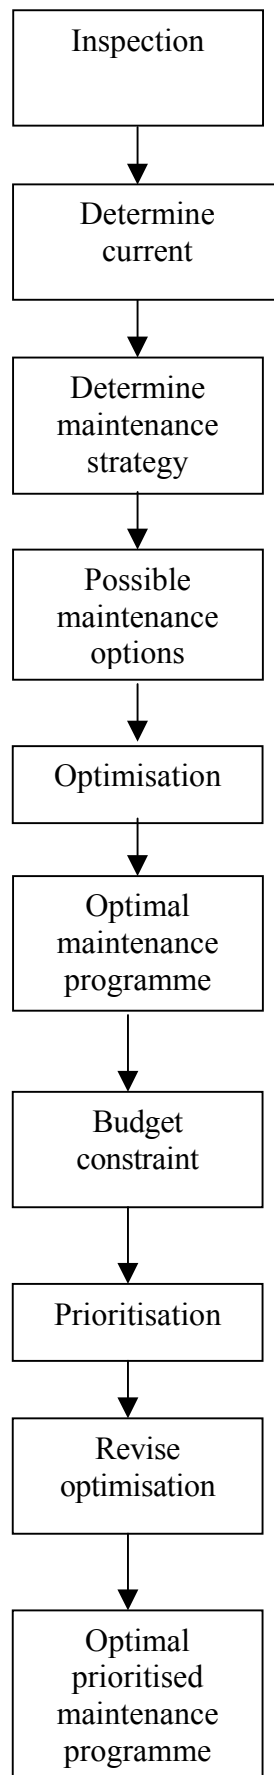 Inspection
Determine
current
Determine
maintenance
strategy
Possible
maintenance
options
Optimisation
Optimal
maintenance
programme
Budget
constraint
Prioritisation
Revise
optimisation
Optimal
prioritised
maintenance
programme